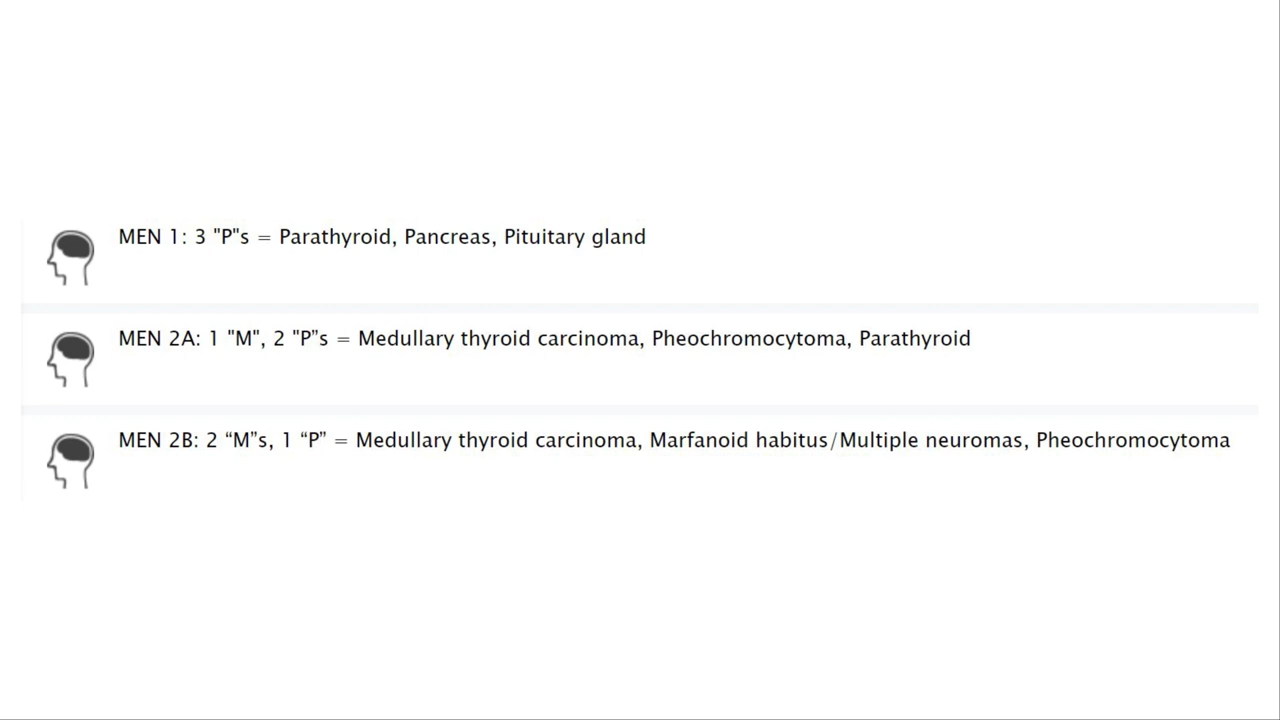 MEN 1: 3 "P"s = Parathyroid, Pancreas, Pituitary gland
MEN 2A: 1 "M", 2 "P”s = Medullary thyroid carcinoma, Pheochromocytoma, Parathyroid
MEN 2B: 2 “M”s, 1 “P” = Medullary thyroid carcinoma, Marfanoid habitus/Multiple neuromas, Pheochromocytoma